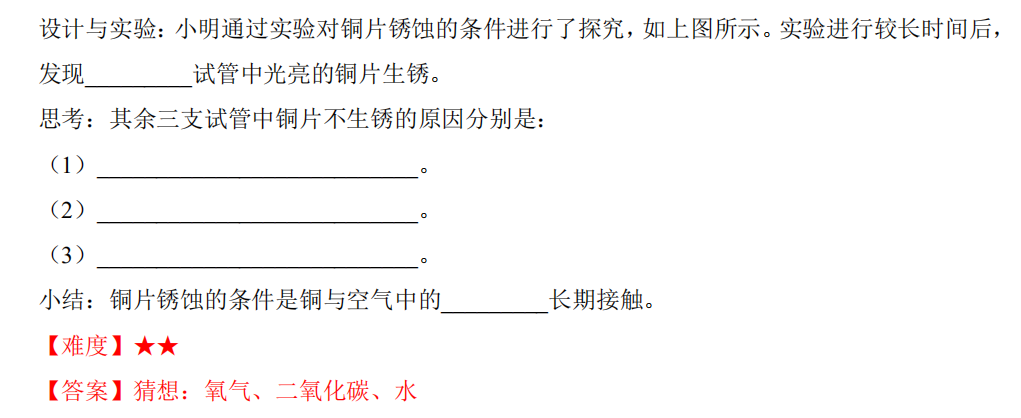 设计与实验：小明通过实验对铜片锈蚀的条件进行了探究，如上图所示。实验进行较长时间后，
发现_________试管中光亮的铜片生锈。
思考：其余三支试管中铜片不生锈的原因分别是：
（1）___________________________。
（2）___________________________。
（3）___________________________。
小结：铜片锈蚀的条件是铜与空气中的_________长期接触。
【难度】★★
【答案】猜想：氧气、二氧化碳、水